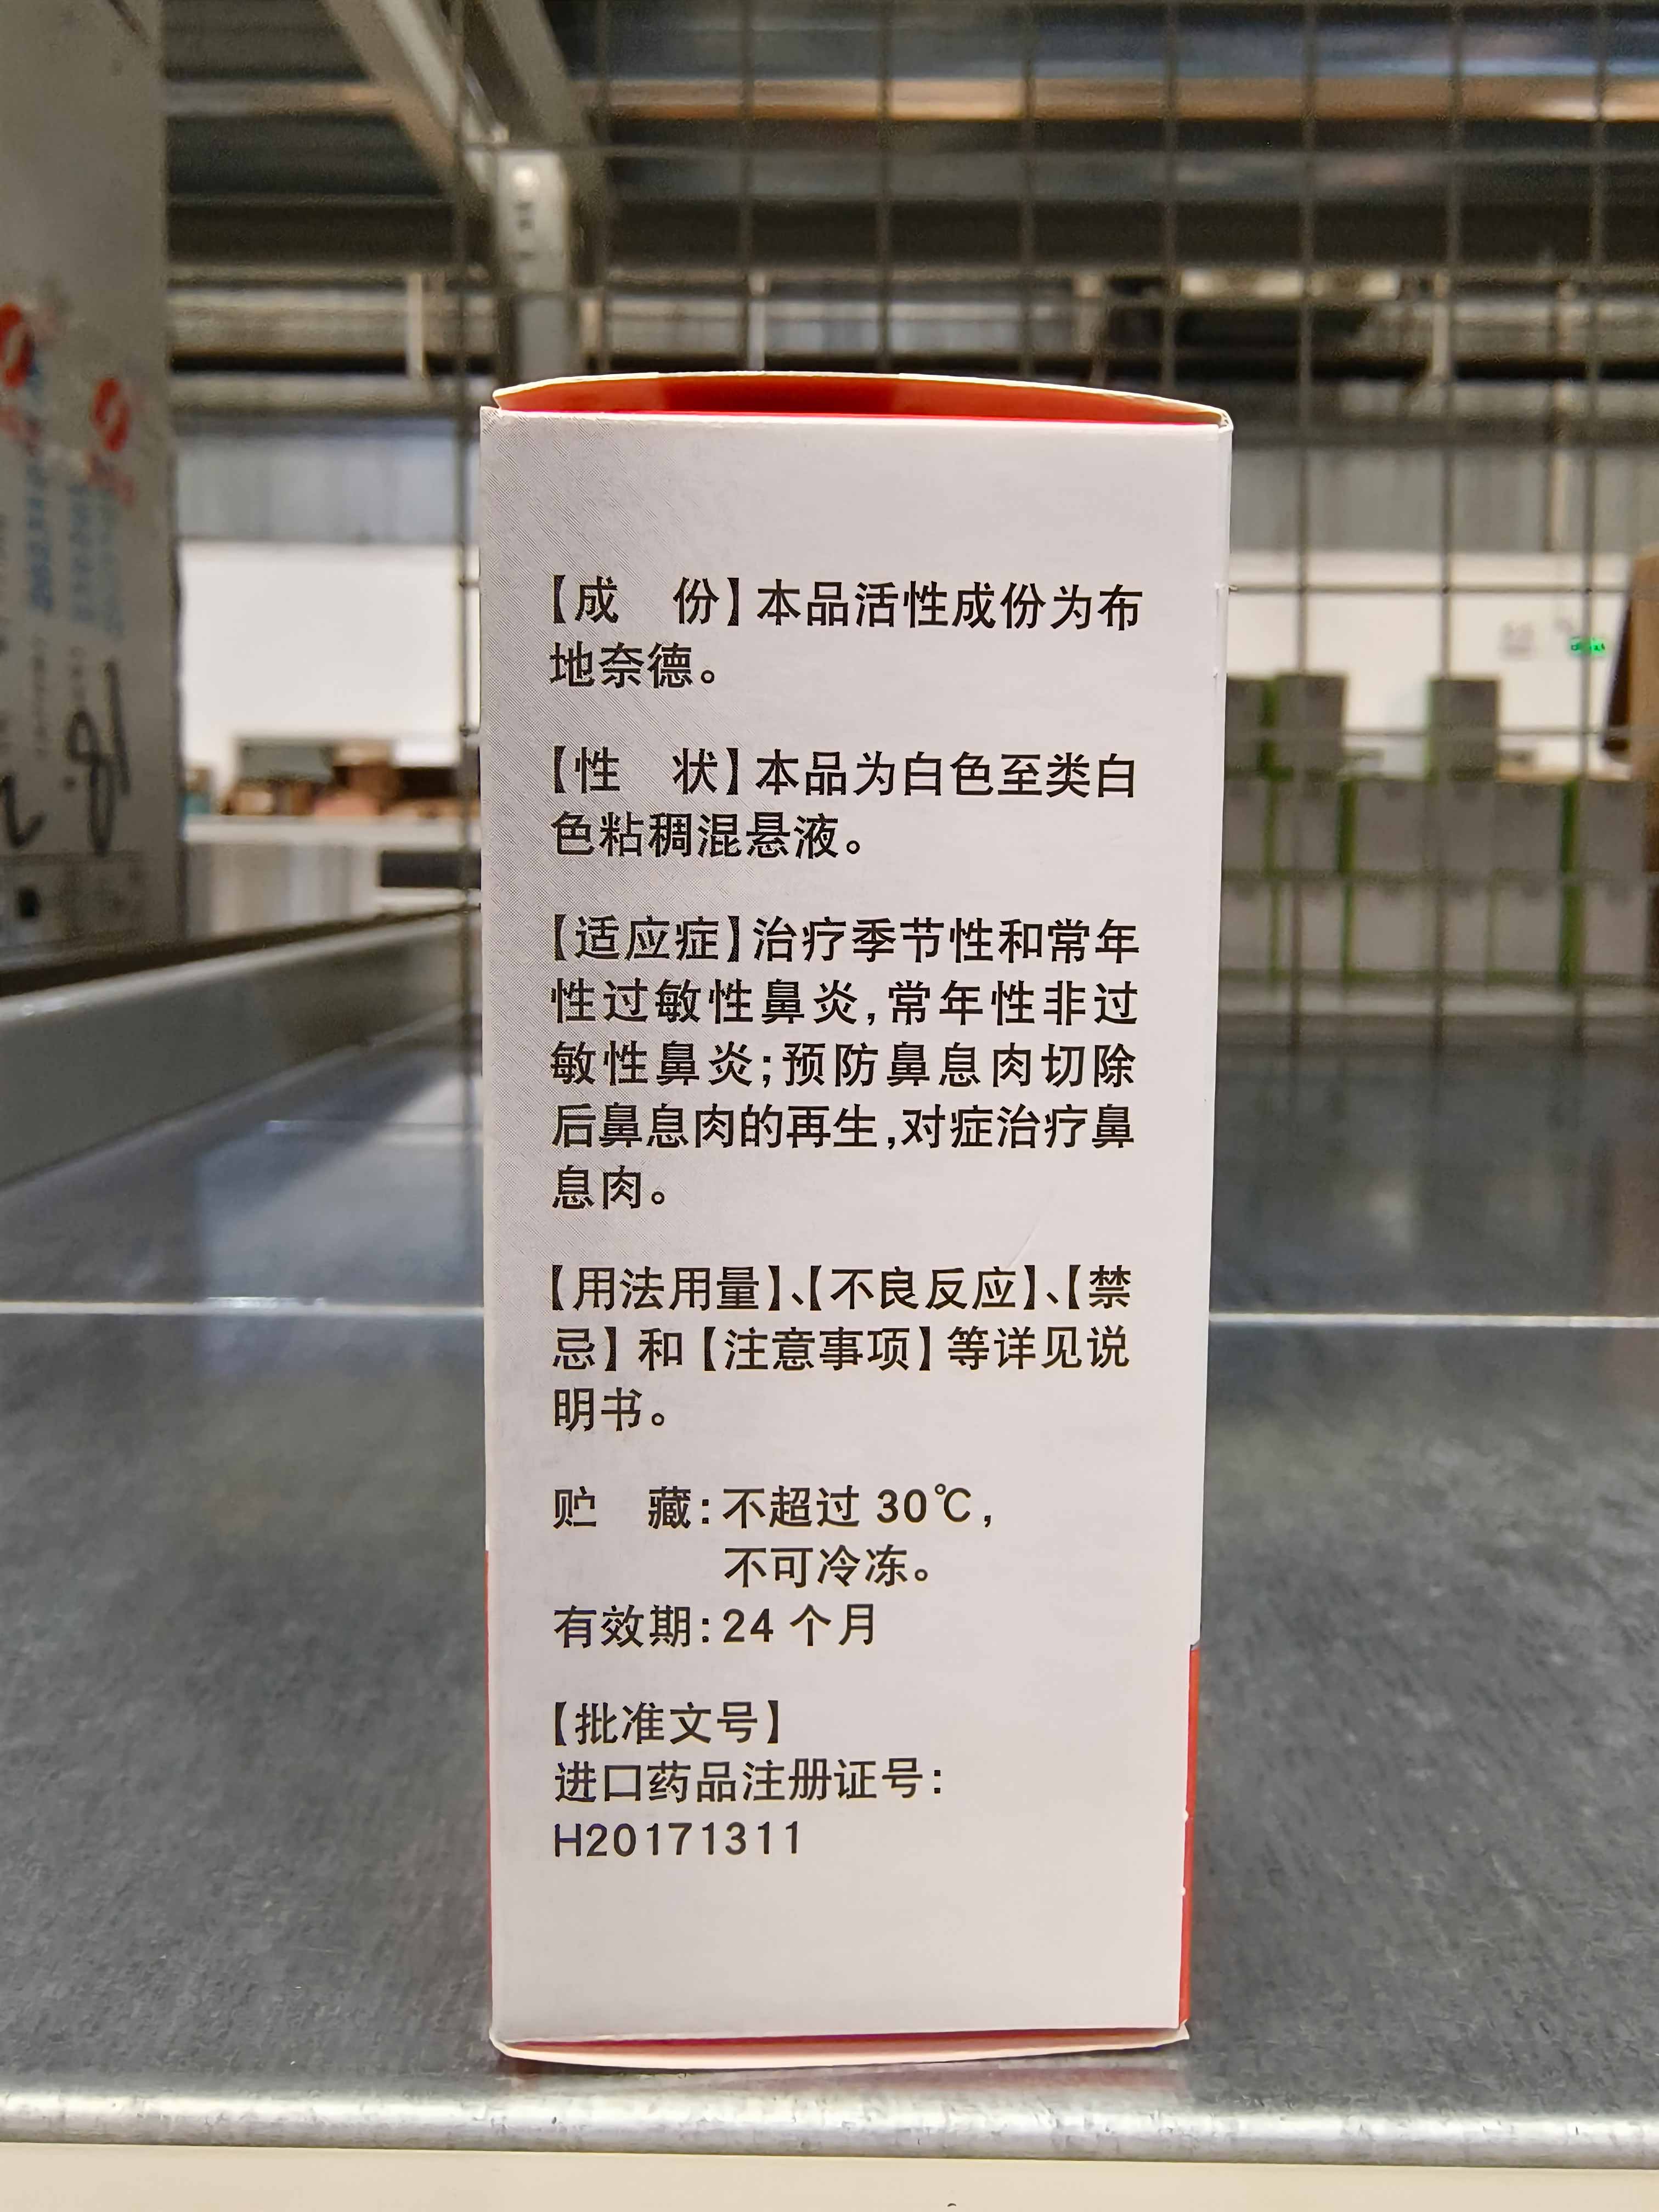 【成　份】本品活性成份为布
地奈德。
【性　状】本品为白色至类白
色粘稠混悬液。
【适应症】治疗季节性和常年
性过敏性鼻炎,常年性非过
敏性鼻炎;预防鼻息肉切除
后鼻息肉的再生,对症治疗鼻
息肉。
【用法用量】、【不良反应】、【禁
忌】和【注意事项】等详见说
明书。
贮　藏:不超过 30℃,
不可冷冻。
有效期:24 个月
【批准文号】
进口药品注册证号:
H20171311